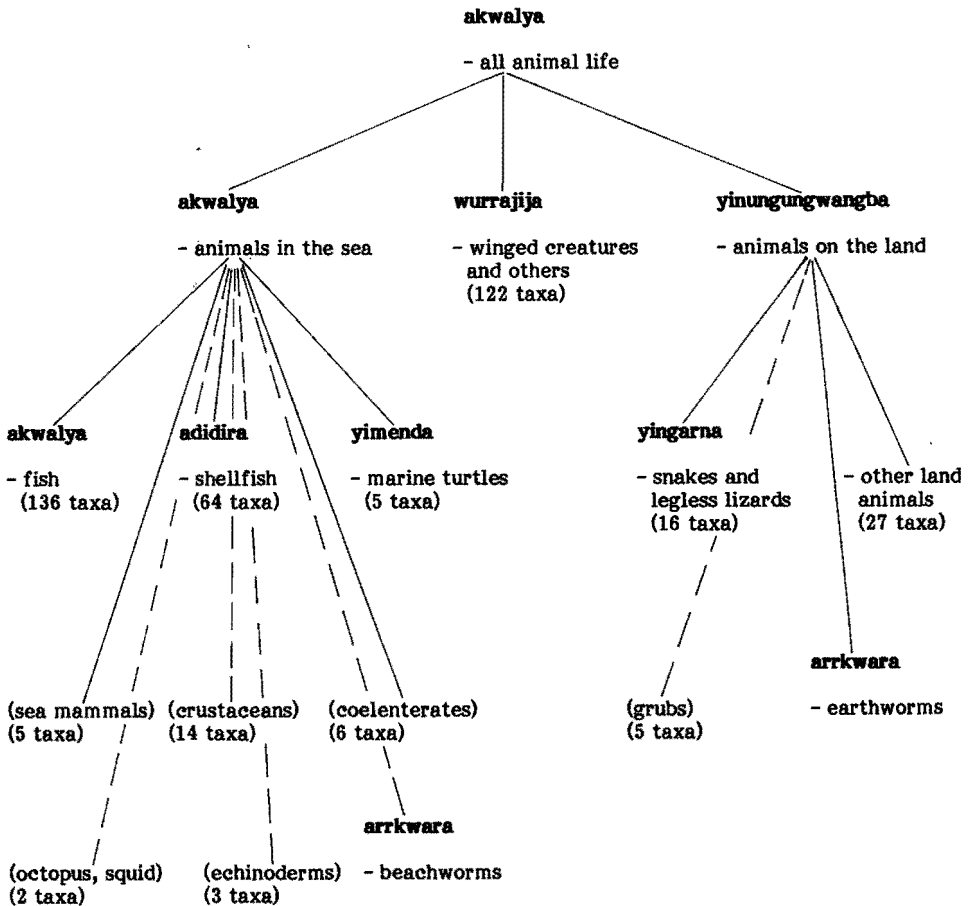 akwalya
- all animal life
akwalya
- animals in the sea
wurrajija
- winged creatures
and others
(122 taxa)
yinungungwangba
- animals on the land
akwalya
- fish
(136 taxa)
adidira
- shellfish
(64 taxa)
yimenda
- marine turtles
(5 taxa)
yingarna
- snakes and
legless lizards
(16 taxa)
- other land
animals
(27 taxa)
arrkwara
- earthworms
(sea mammals)
(5 taxa)
(crustaceans)
(14 taxa)
(coelenterates)
(6 taxa)
(grubs)
(5 taxa)
arrkwara
- beachworms
(octopus, squid)
(2 taxa)
(echinoderms)
(3 taxa)